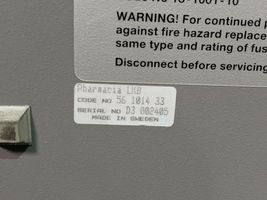 WARNING! For continued p
against fire hazard replace
same type and rating of fuse
Disconnect before servicing
Pharmacia LKB
CODE NO 56 1014 33
SERIAL NO D3 002405
MADE IN SWEDEN